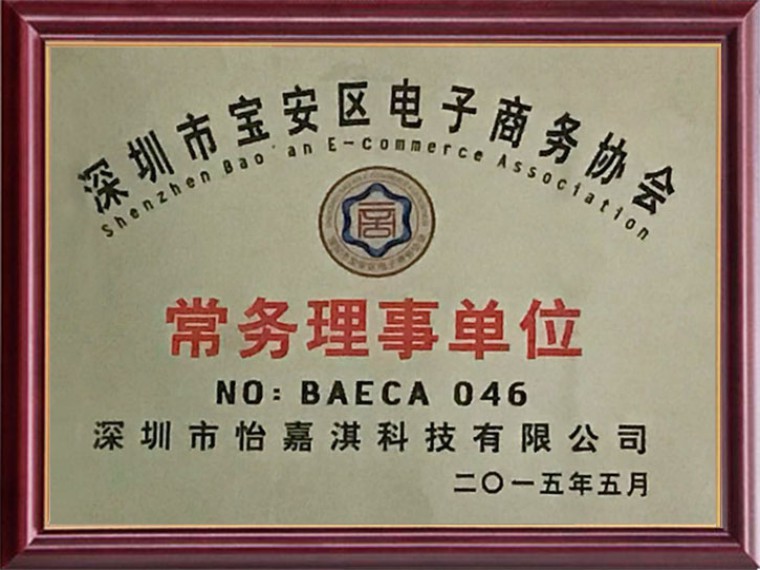 深圳市宝安区电子商务协会
Shenzhen Bao'an E-commerce Association
常务理事单位
NO: BAECA 046
深圳市怡嘉淇科技有限公司
二〇一五年五月